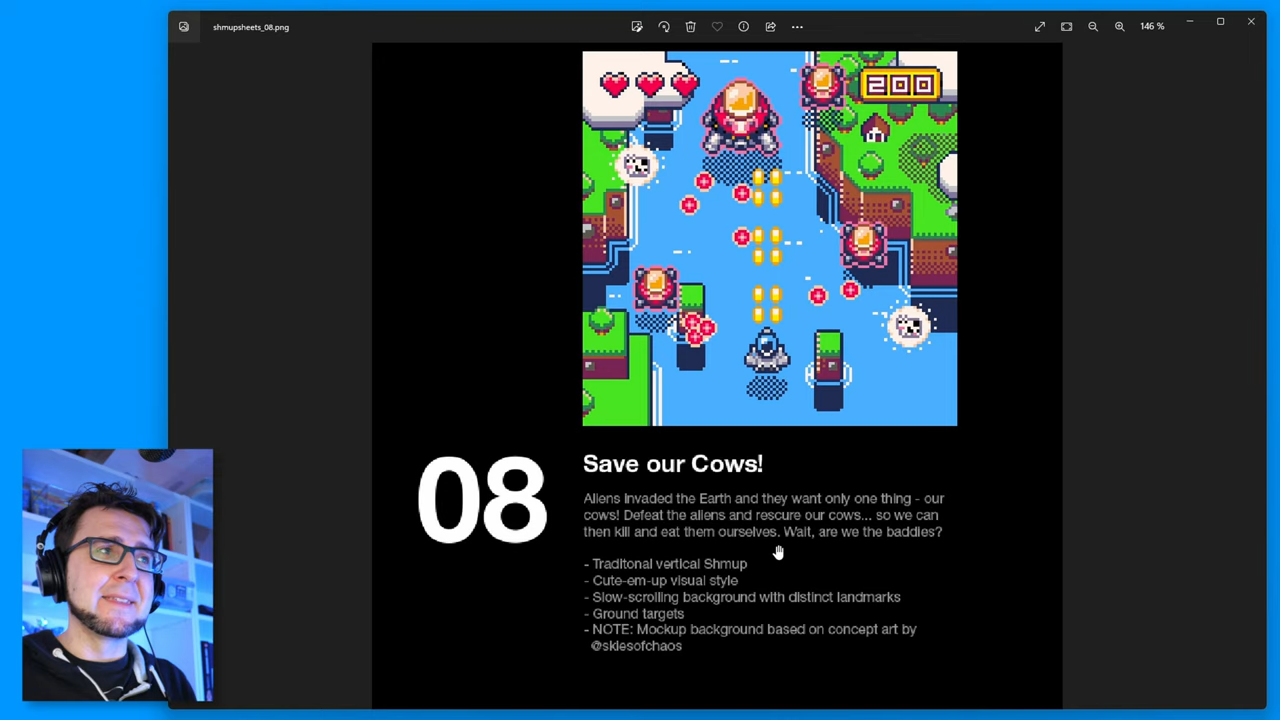 shmupsheets_08.png
146 %
200
08
Save our Cows!
Aliens invaded the Earth and they want only one thing - our
cows! Defeat the aliens and rescure our cows... so we can
then kill and eat them ourselves. Wait, are we the baddies?
- Traditonal vertical Shmup
- Cute-em-up visual style
- Slow-scrolling background with distinct landmarks
- Ground targets
- NOTE: Mockup background based on concept art by
@skiesofchaos